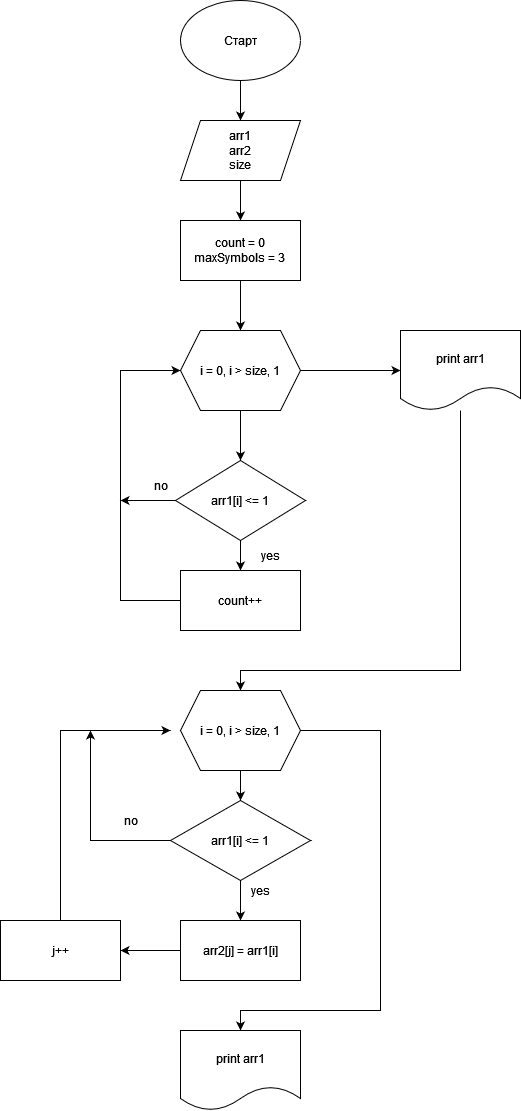 Старт
arr1
arr2
size
count = 0
maxSymbols = 3
i = 0, i > size, 1
print arr1
arr1[i] <= 1
no
yes
count++
i = 0, i > size, 1
arr1[i] <= 1
no
yes
arr2[j] = arr1[i]
j++
print arr1